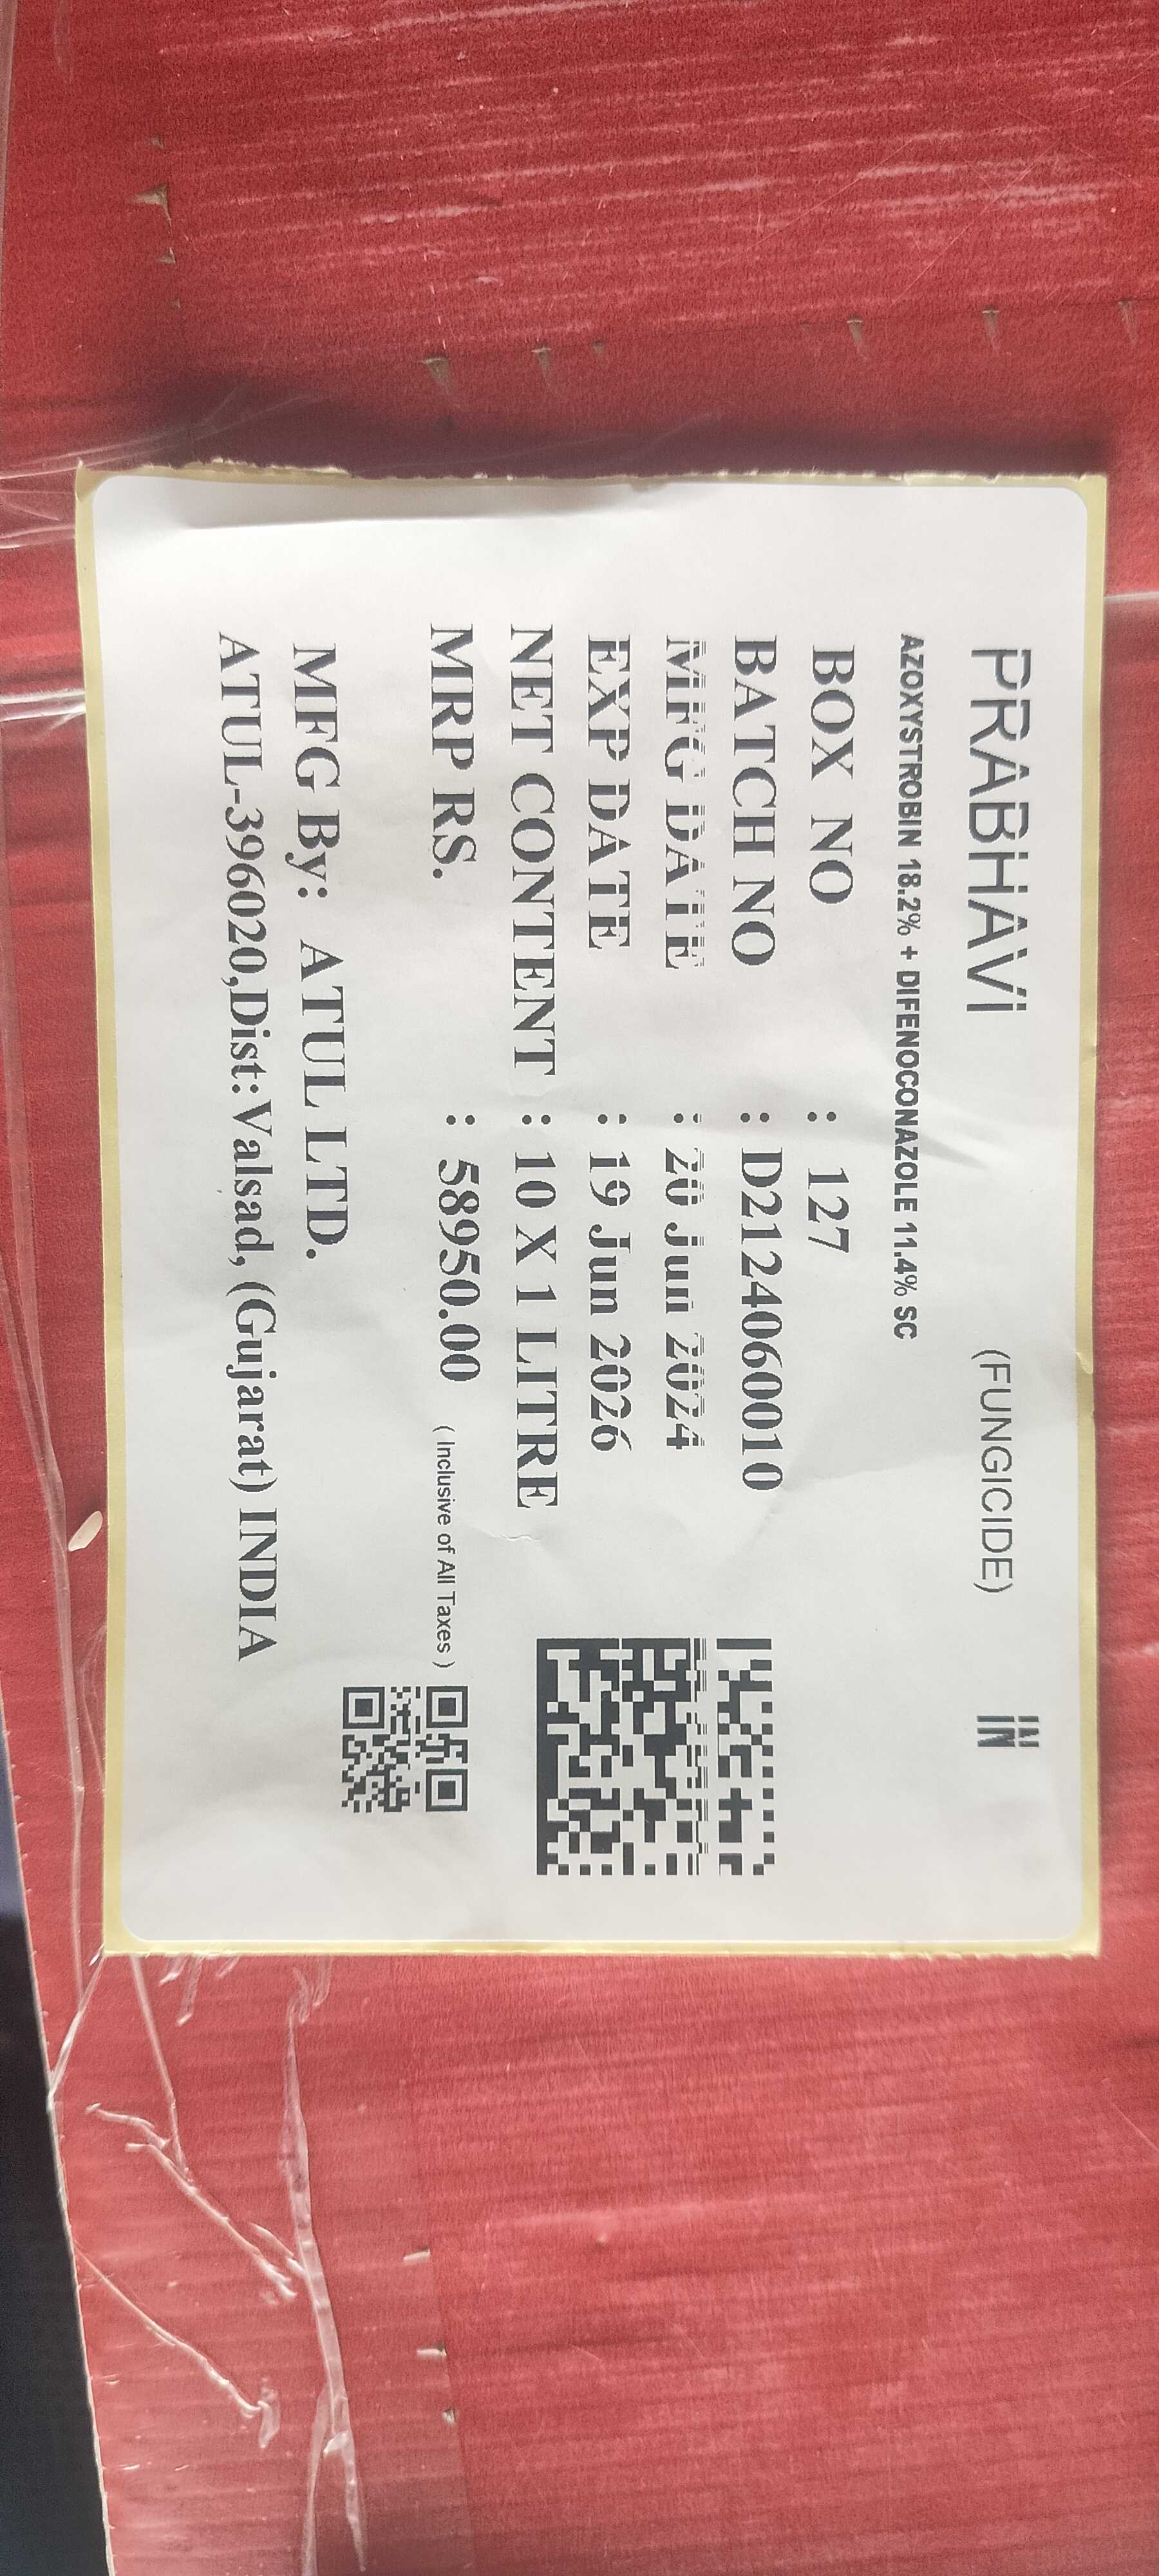 PRABHAVI (FUNGICIDE) IN
AZOXYSTROBIN 18.2% + DIFENOCONAZOLE 11.4% SC
BOX NO : 127
BATCH NO : D2124060010
MFG DATE : 20 Jun 2024
EXP DATE : 19 Jun 2026
NET CONTENT : 10 X 1 LITRE
MRP RS. : 58950.00 ( Inclusive of All Taxes )
MFG By: ATUL LTD.
ATUL-396020,Dist:Valsad, (Gujarat) INDIA